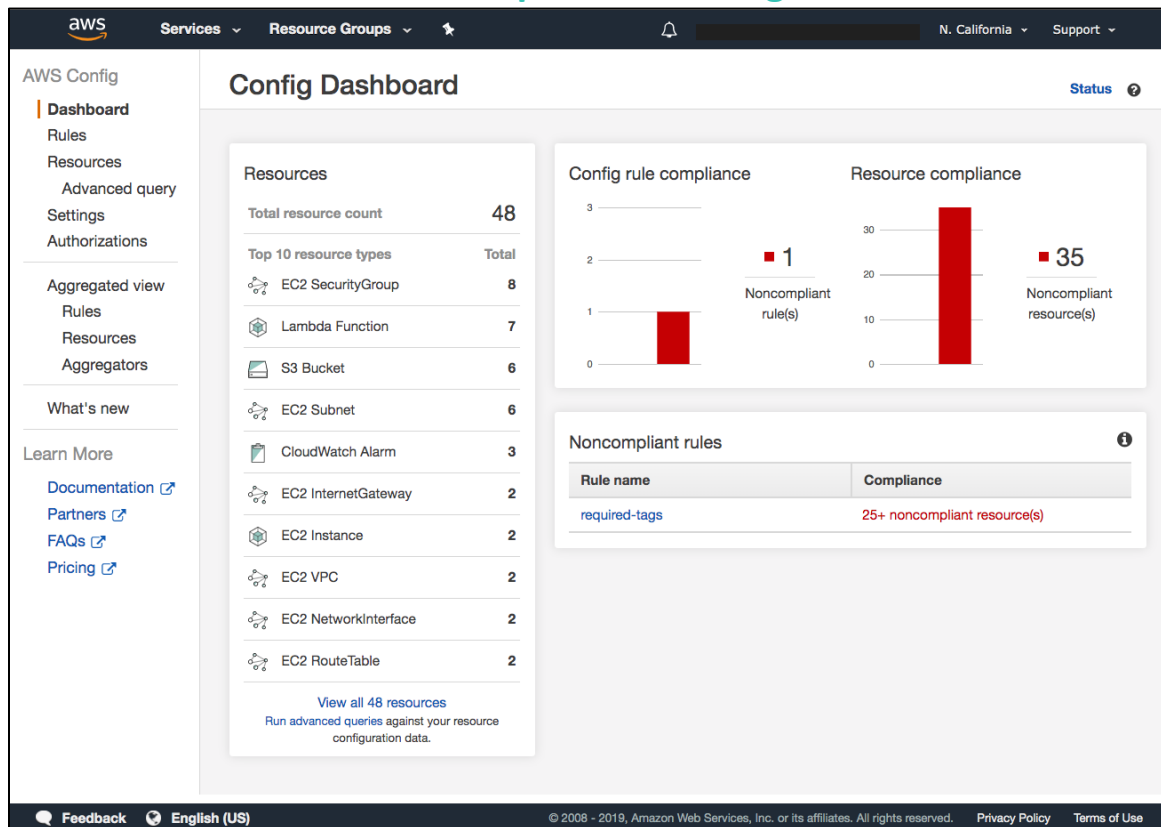 aws
Services
Resource Groups
N. California
Support
AWS Config
Dashboard
Rules
Resources
Advanced query
Settings
Authorizations
Aggregated view
Rules
Resources
Aggregators
What's new
Learn More
Documentation
Partners
FAQs
Pricing
Config Dashboard
Status
Resources
Total resource count 48
Top 10 resource types Total
EC2 SecurityGroup 8
Lambda Function 7
S3 Bucket 6
EC2 Subnet 6
CloudWatch Alarm 3
EC2 InternetGateway 2
EC2 Instance 2
EC2 VPC 2
EC2 NetworkInterface 2
EC2 RouteTable 2
View all 48 resources
Run advanced queries against your resource
configuration data.
Config rule compliance
3
2
1
0
1
Noncompliant
rule(s)
Resource compliance
30
20
10
0
35
Noncompliant
resource(s)
Noncompliant rules
Rule name Compliance
required-tags 25+ noncompliant resource(s)
Feedback
English (US)
© 2008 - 2019, Amazon Web Services, Inc. or its affiliates. All rights reserved.
Privacy Policy
Terms of Use